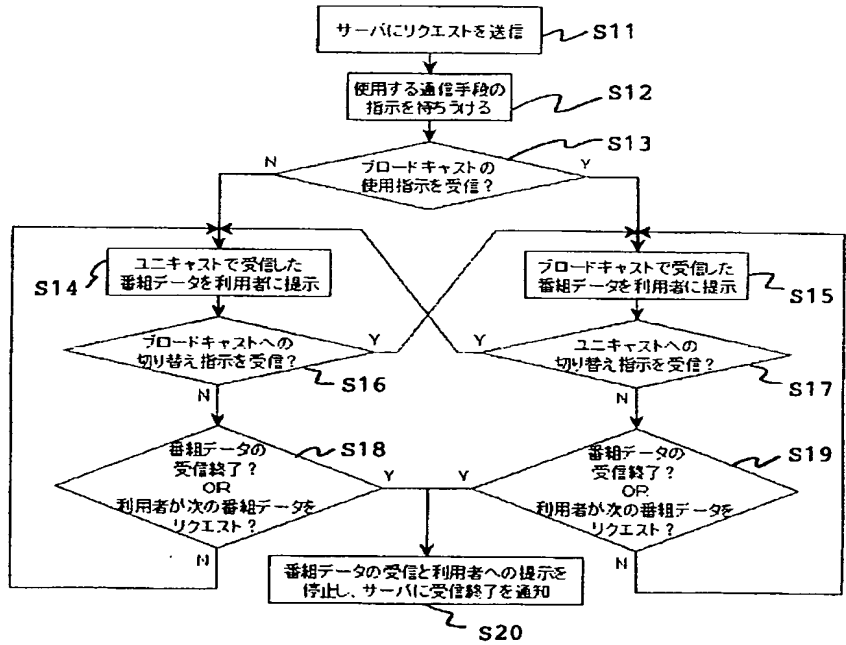 サーバにリクエストを送信
S11
使用する通信手段の
指示を待ちうける
S12
S13
N
ブロードキャストの
使用指示を受信？
Y
S14
ユニキャストで受信した
番組データを利用者に提示
ブロードキャストで受信した
番組データを利用者に提示
S15
ブロードキャストへの
切り替え指示を受信？
Y
S16
N
Y
ユニキャストへの
切り替え指示を受信？
S17
N
番組データの
受信終了？
OR
利用者が次の番組データを
リクエスト？
S18
Y
N
Y
番組データの
受信終了？
OR
利用者が次の番組データを
リクエスト？
S19
N
番組データの受信と利用者への提示を
停止し、サーバに受信終了を通知
S20